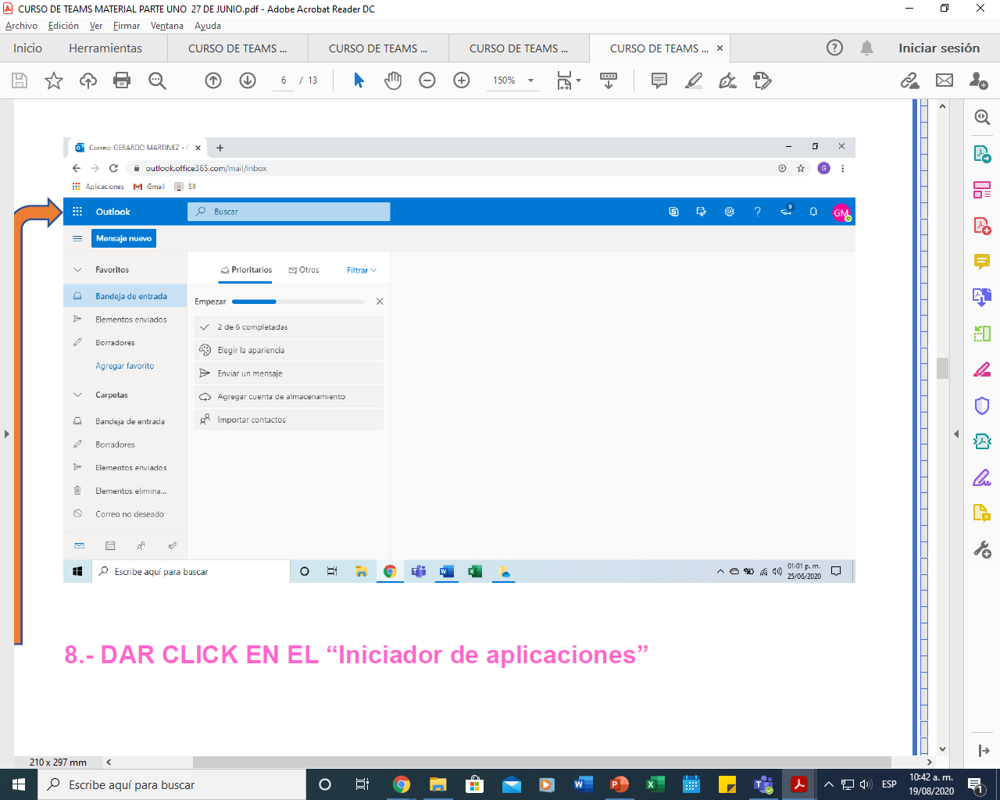 CURSO DE TEAMS MATERIAL PARTE UNO  27 DE JUNIO.pdf - Adobe Acrobat Reader DC
Archivo Edición Ver Firmar Ventana Ayuda
Inicio Herramientas CURSO DE TEAMS ... CURSO DE TEAMS ... CURSO DE TEAMS ... CURSO DE TEAMS ... Iniciar sesión
6 / 13 150%
Correo: GERARDO MARTINEZ -
outlook.office365.com/mail/inbox G
Aplicaciones Gmail SII
Outlook Buscar 9 GM
Mensaje nuevo
Favoritos Prioritarios Otros Filtrar
Bandeja de entrada Empezar
Elementos enviados 2 de 6 completadas
Borradores Elegir la apariencia
Agregar favorito Enviar un mensaje
Carpetas Agregar cuenta de almacenamiento
Bandeja de entrada Importar contactos
Borradores
Elementos enviados
Elementos elimina...
Correo no deseado
Escribe aquí para buscar 01:01 p. m.
25/06/2020
8.- DAR CLICK EN EL “Iniciador de aplicaciones”
210 x 297 mm
Escribe aquí para buscar ESP 10:42 a. m.
19/08/2020 1